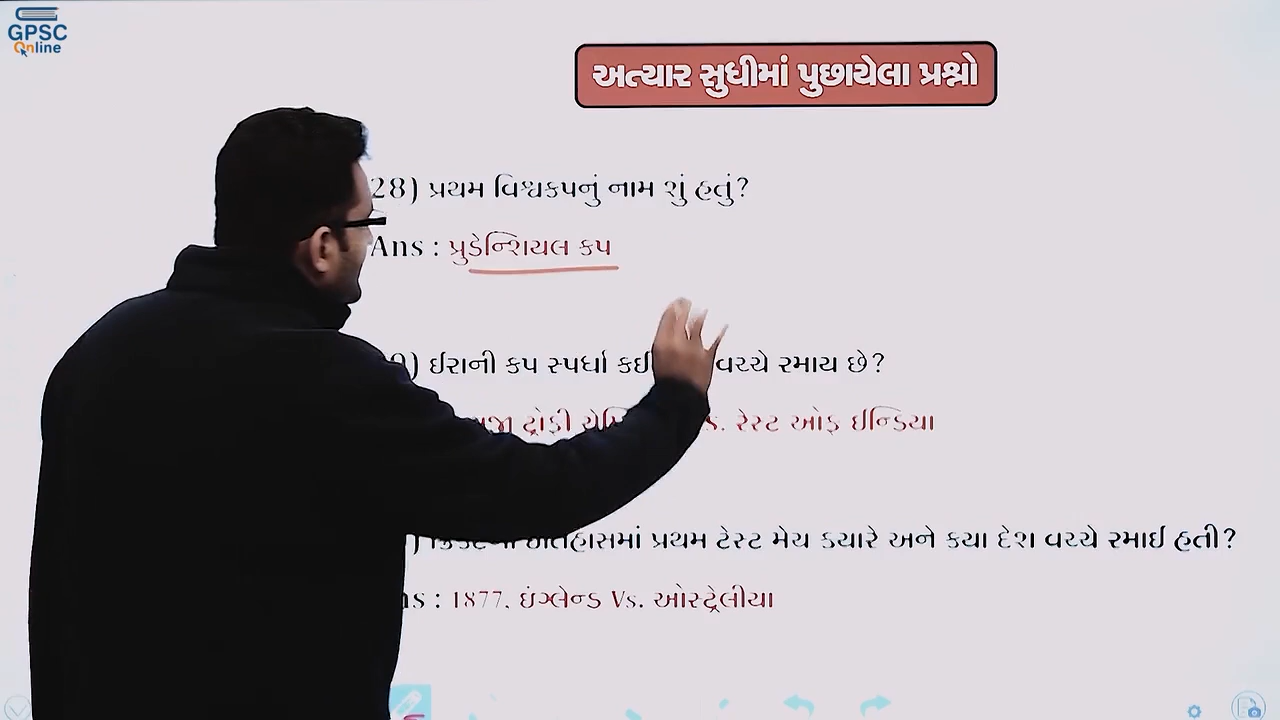 GPSC
Online
અત્યાર સુધીમાં પુછાયેલા પ્રશ્નો
28) પ્રથમ વિશ્વકપનું નામ શું હતું?
Ans : પ્રુડેન્શિયલ કપ
ઈરાની કપ સ્પર્ધા કઈ વચ્ચે રમાય છે?
ટ્રોફી રેસ્ટ ઓફ ઈન્ડિયા
પ્રથમ ટેસ્ટ મેચ ક્યારે અને કયા દેશ વચ્ચે રમાઈ હતી?
1877, ઇંગ્લેન્ડ Vs. ઓસ્ટ્રેલીયા